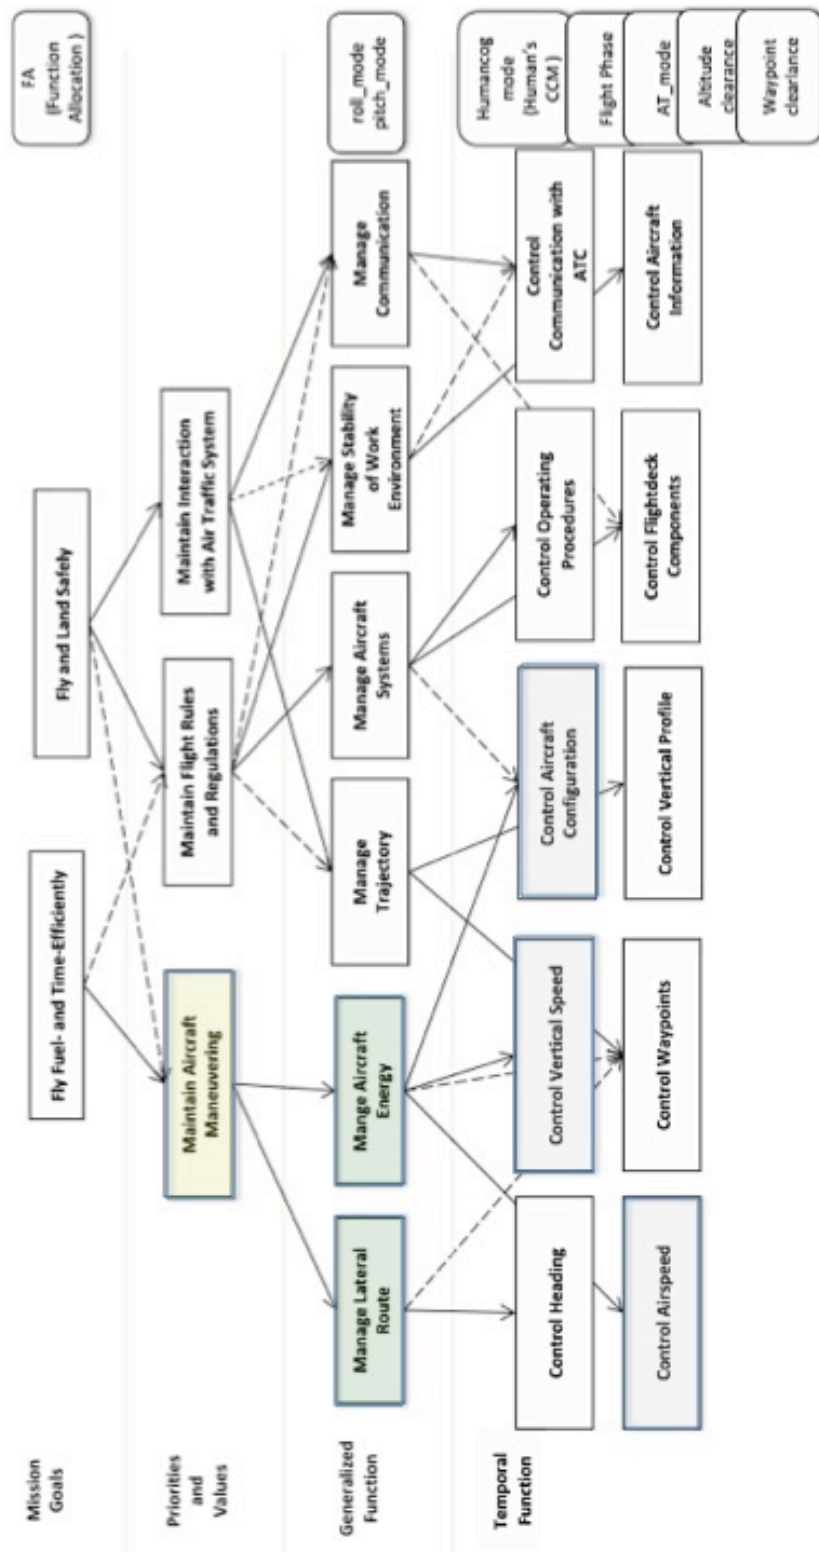 Mission
Goals
Fly Fuel- and Time-Efficiently
Fly and Land Safely
FA
(Function
Allocation )
Priorities
and
Values
Maintain Aircraft
Maneuvering
Maintain Flight Rules
and Regulations
Maintain Interaction
with Air Traffic System
Generalized
Function
Manage Lateral
Route
Mange Aircraft
Energy
Manage
Trajectory
Manage Aircraft
Systems
Manage Stability
of Work
Environment
Manage
Communication
roll_mode
pitch_mode
Temporal
Function
Control Heading
Control Vertical Speed
Control Aircraft
Configuration
Control Operating
Procedures
Control
Communication with
ATC
Control Airspeed
Control Waypoints
Control Vertical Profile
Control Flightdeck
Components
Control Aircraft
Information
Humancog
mode
(Human's
CCM )
Flight Phase
AT_mode
Altitude
clearance
Waypoint
clearlance